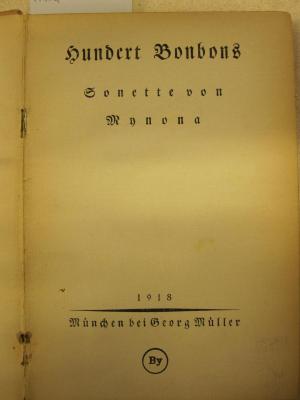 Hundert Bonbons
Sonette von
Mynona
1918
München bei Georg Müller
By